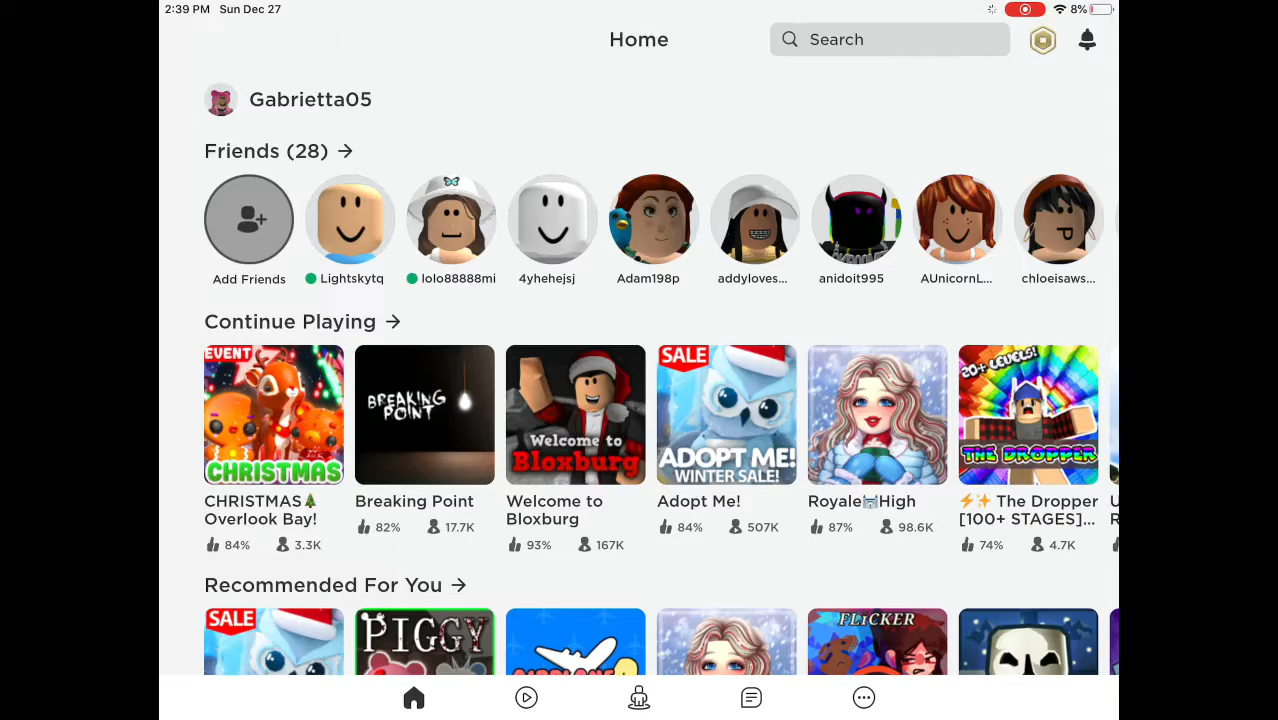 2:39 PM Sun Dec 27 8%
Home Search
Gabrietta05
Friends (28) →
Add Friends Lightskytq lolo88888mi 4yhehejsj Adam198p addyloves... anidoit995 AUnicornL... chloeisaws...
Continue Playing →
EVENT
CHRISTMAS
BREAKING POINT
Welcome to
Bloxburg
SALE
ADOPT ME!
WINTER SALE!
20+ LEVELS!
THE DROPPER
CHRISTMAS🎄
Overlook Bay!
84% 3.3K
Breaking Point
82% 17.7K
Welcome to
Bloxburg
93% 167K
Adopt Me!
84% 507K
Royale🏰High
87% 98.6K
⚡✨ The Dropper
[100+ STAGES]...
74% 4.7K
Recommended For You →
SALE
PIGGY
FLICKER